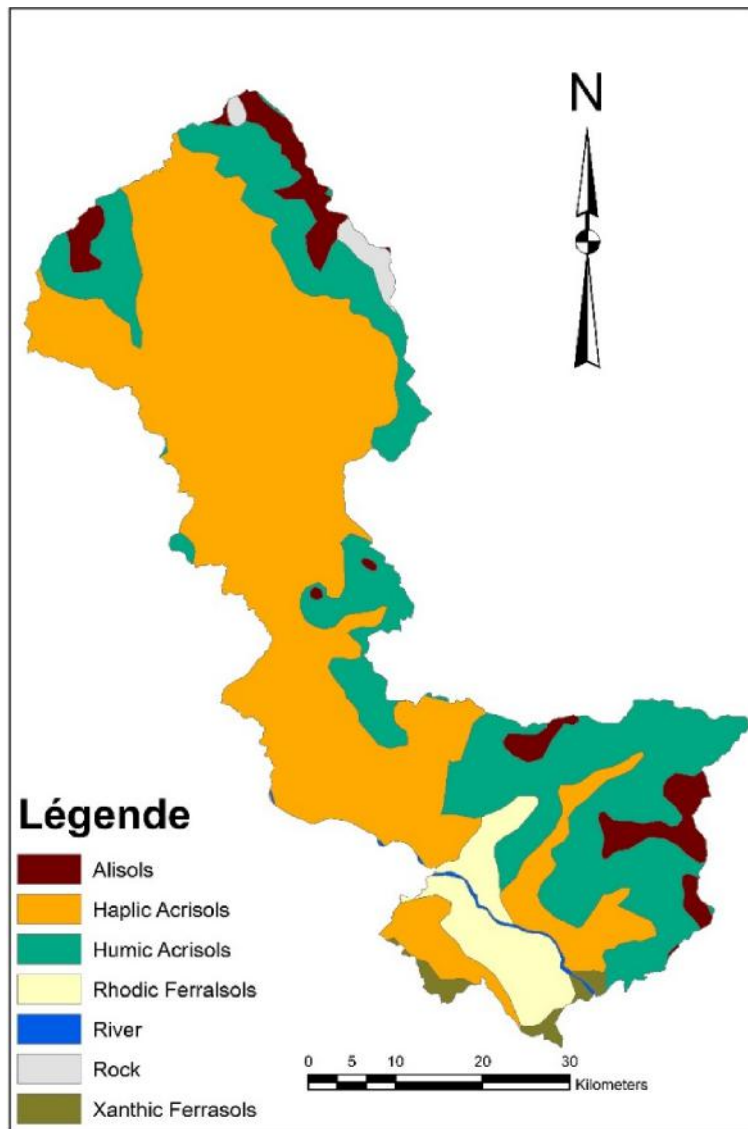 N
Légende
Alisols
Haplic Acrisols
Humic Acrisols
Rhodic Ferralsols
River
Rock
Xanthic Ferrasols
0 5 10 20 30
Kilometers